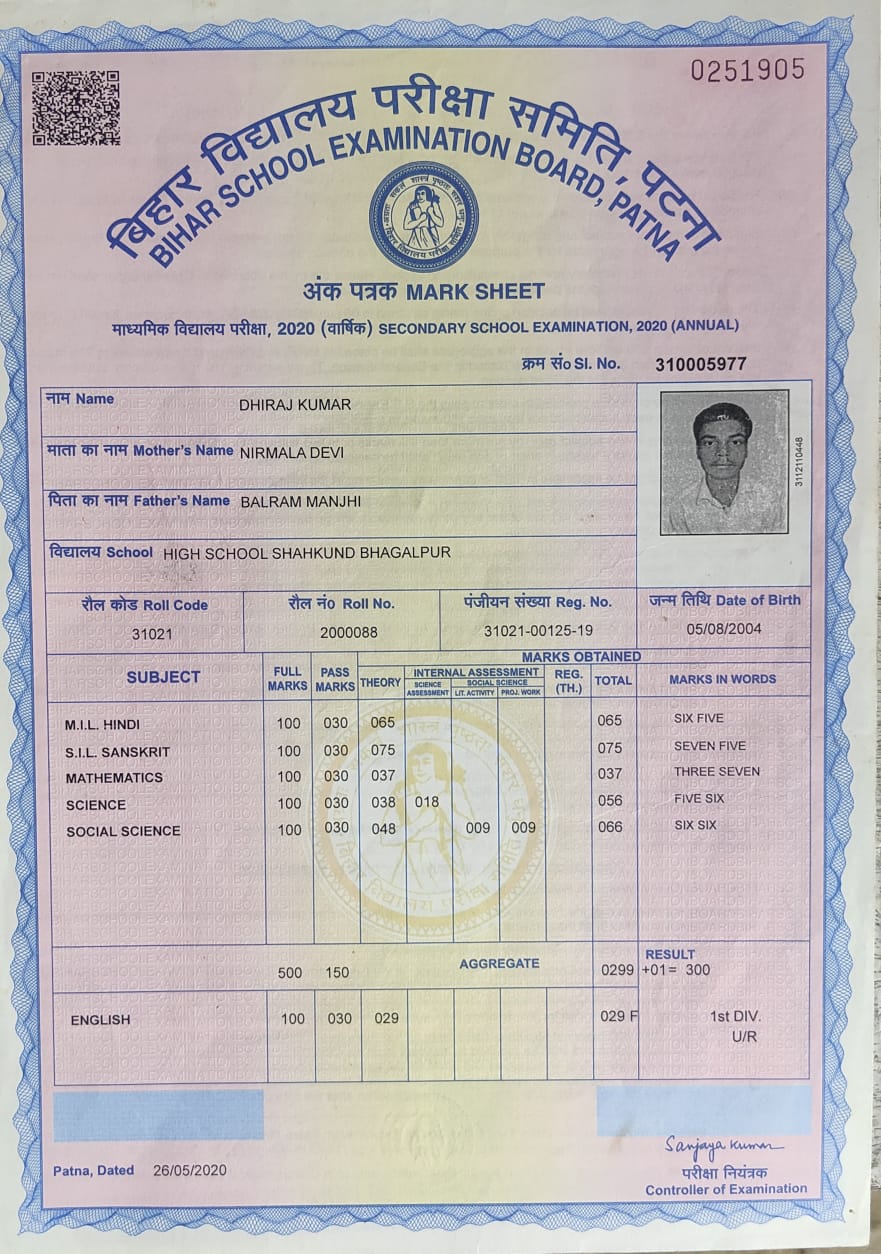 0251905
बिहार विद्यालय परीक्षा समिति, पटना
BIHAR SCHOOL EXAMINATION BOARD, PATNA
अंक पत्रक MARK SHEET
माध्यमिक विद्यालय परीक्षा, 2020 (वार्षिक) SECONDARY SCHOOL EXAMINATION, 2020 (ANNUAL)
क्रम सं० Sl. No. 310005977
नाम Name DHIRAJ KUMAR
माता का नाम Mother's Name NIRMALA DEVI
पिता का नाम Father's Name BALRAM MANJHI
3112110448
विद्यालय School HIGH SCHOOL SHAHKUND BHAGALPUR
रौल कोड Roll Code रौल नं० Roll No. पंजीयन संख्या Reg. No. जन्म तिथि Date of Birth
31021 2000088 31021-00125-19 05/08/2004
MARKS OBTAINED
SUBJECT FULL MARKS PASS MARKS THEORY INTERNAL ASSESSMENT SCIENCE ASSESSMENT SOCIAL SCIENCE LIT. ACTIVITY PROJ. WORK REG. (TH.) TOTAL MARKS IN WORDS
M.I.L. HINDI 100 030 065 065 SIX FIVE
S.I.L. SANSKRIT 100 030 075 075 SEVEN FIVE
MATHEMATICS 100 030 037 037 THREE SEVEN
SCIENCE 100 030 038 018 056 FIVE SIX
SOCIAL SCIENCE 100 030 048 009 009 066 SIX SIX
RESULT
500 150 AGGREGATE 0299 +01= 300
ENGLISH 100 030 029 029 F 1st DIV.
U/R
Sanjaya Kumar
Patna, Dated 26/05/2020 परीक्षा नियंत्रक
Controller of Examination